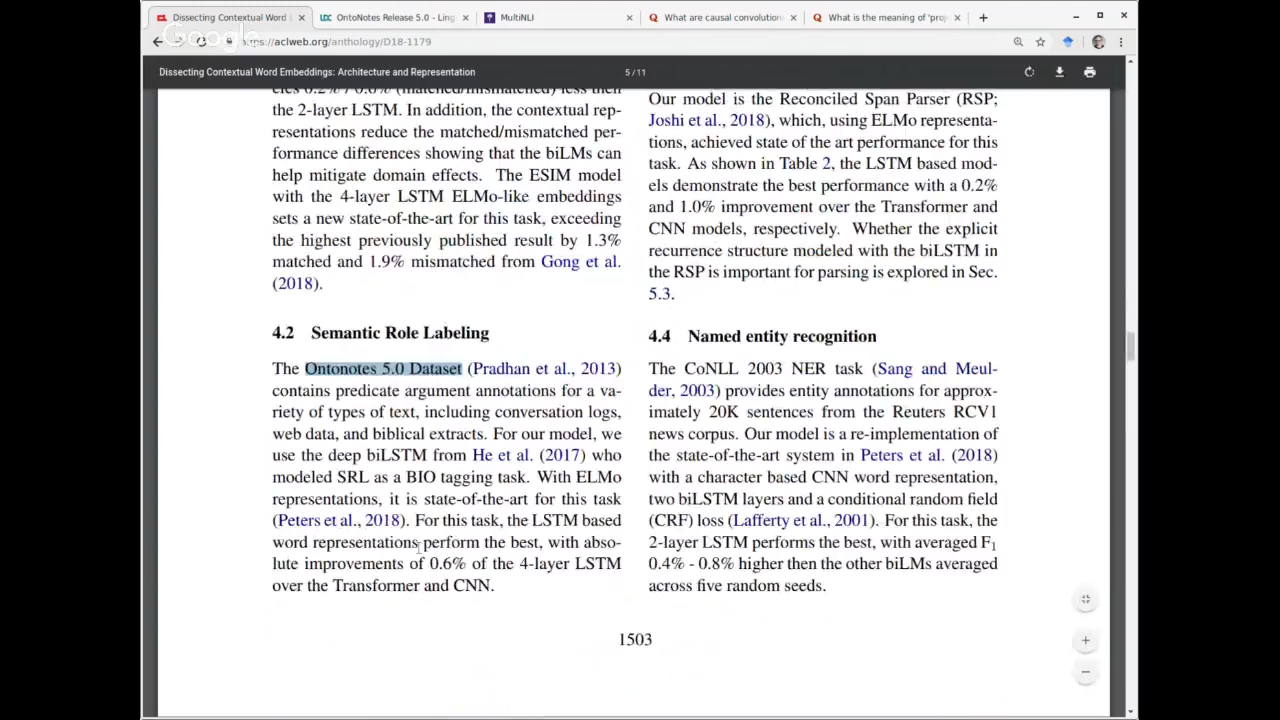 Dissecting Contextual Word E
OntoNotes Release 5.0 - Ling
MultiNLI
What are causal convolution
What is the meaning of 'proj
Google
https://aclweb.org/anthology/D18-1179
Dissecting Contextual Word Embeddings: Architecture and Representation
5 / 11
els 0.2% / 0.6% (matched/mismatched) less then
the 2-layer LSTM. In addition, the contextual rep-
resentations reduce the matched/mismatched per-
formance differences showing that the biLMs can
help mitigate domain effects. The ESIM model
with the 4-layer LSTM ELMo-like embeddings
sets a new state-of-the-art for this task, exceeding
the highest previously published result by 1.3%
matched and 1.9% mismatched from Gong et al.
(2018).
4.2 Semantic Role Labeling
The Ontonotes 5.0 Dataset (Pradhan et al., 2013)
contains predicate argument annotations for a va-
riety of types of text, including conversation logs,
web data, and biblical extracts. For our model, we
use the deep biLSTM from He et al. (2017) who
modeled SRL as a BIO tagging task. With ELMo
representations, it is state-of-the-art for this task
(Peters et al., 2018). For this task, the LSTM based
word representations perform the best, with abso-
lute improvements of 0.6% of the 4-layer LSTM
over the Transformer and CNN.
Our model is the Reconciled Span Parser (RSP;
Joshi et al., 2018), which, using ELMo representa-
tions, achieved state of the art performance for this
task. As shown in Table 2, the LSTM based mod-
els demonstrate the best performance with a 0.2%
and 1.0% improvement over the Transformer and
CNN models, respectively. Whether the explicit
recurrence structure modeled with the biLSTM in
the RSP is important for parsing is explored in Sec.
5.3.
4.4 Named entity recognition
The CoNLL 2003 NER task (Sang and Meul-
der, 2003) provides entity annotations for approx-
imately 20K sentences from the Reuters RCV1
news corpus. Our model is a re-implementation of
the state-of-the-art system in Peters et al. (2018)
with a character based CNN word representation,
two biLSTM layers and a conditional random field
(CRF) loss (Lafferty et al., 2001). For this task, the
2-layer LSTM performs the best, with averaged F1
0.4% - 0.8% higher then the other biLMs averaged
across five random seeds.
1503